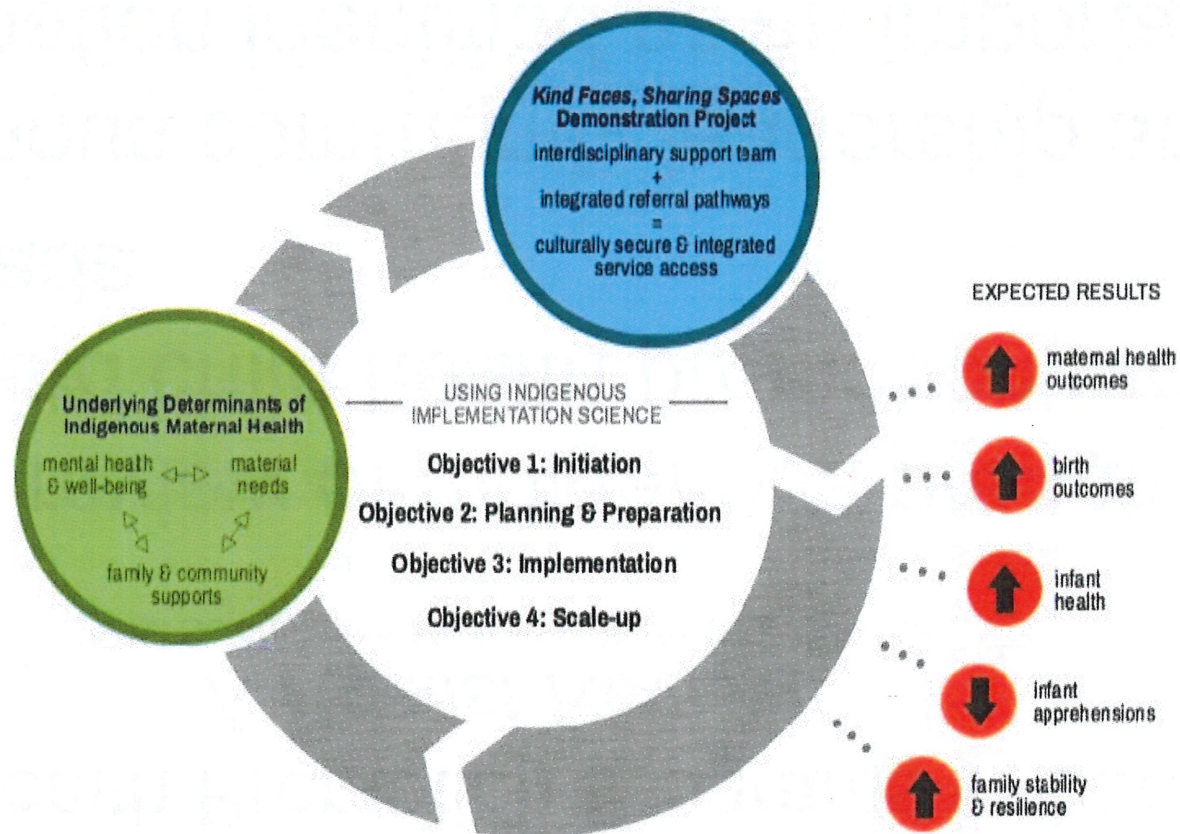 Kind Faces, Sharing Spaces
Demonstration Project
interdisciplinary support team
+
integrated referral pathways
=
culturally secure & integrated
service access
Underlying Determinants of
Indigenous Maternal Health
mental health
& well-being
material
needs
family & community
supports
USING INDIGENOUS
IMPLEMENTATION SCIENCE
Objective 1: Initiation
Objective 2: Planning & Preparation
Objective 3: Implementation
Objective 4: Scale-up
EXPECTED RESULTS
maternal health
outcomes
birth
outcomes
infant
health
infant
apprehensions
family stability
& resilience